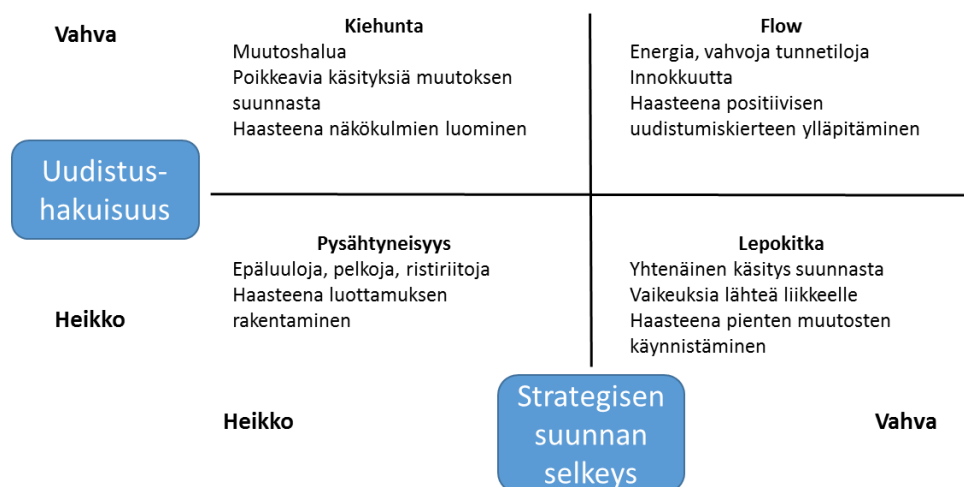 Vahva
Kiehunta
Muutoshalua
Poikkeavia käsityksiä muutoksen
suunnasta
Haasteena näkökulmien luominen
Flow
Energia, vahvoja tunnetiloja
Innokkuutta
Haasteena positiivisen
uudistumiskierteen ylläpitäminen
Uudistus-
hakuisuus
Pysähtyneisyys
Epäluuloja, pelkoja, ristiriitoja
Haasteena luottamuksen
rakentaminen
Lepokitka
Yhtenäinen käsitys suunnasta
Vaikeuksia lähteä liikkeelle
Haasteena pienten muutosten
käynnistäminen
Heikko
Heikko
Strategisen
suunnan
selkeys
Vahva